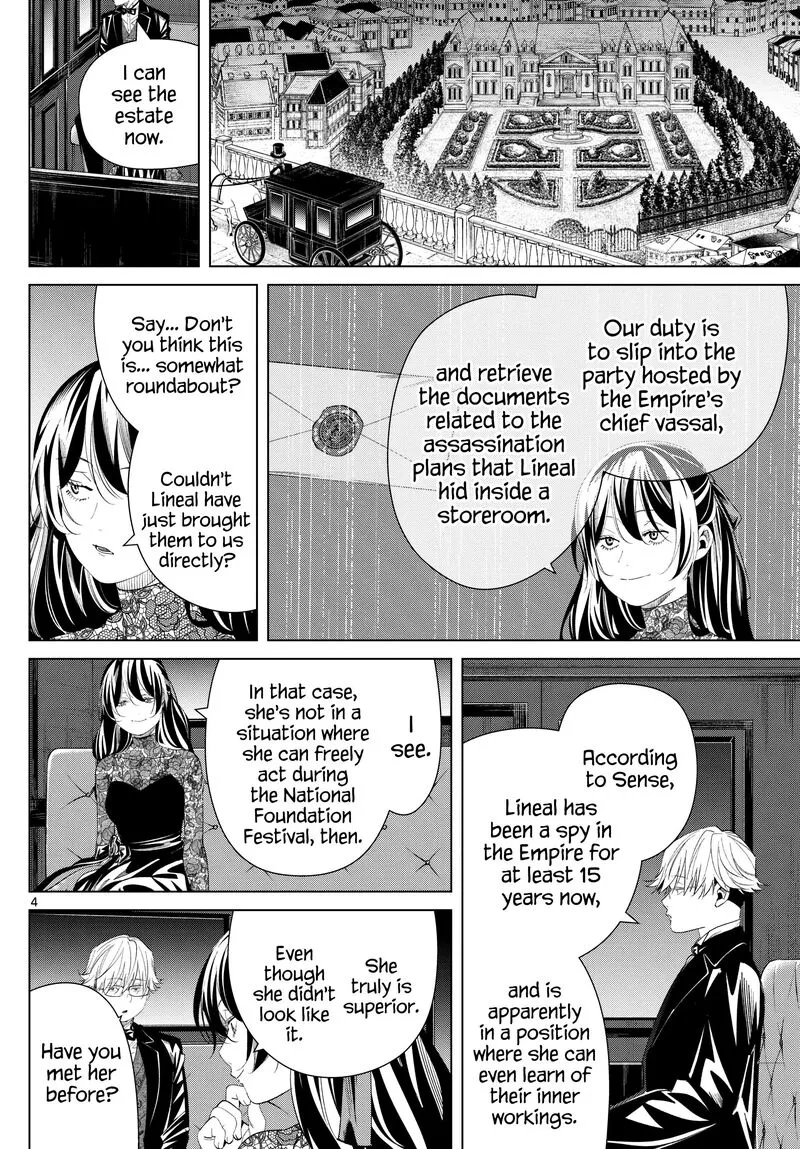 I can
see the
estate
now.
Our duty is
to slip into the
party hosted by
the Empire's
chief vassal,
and retrieve
the documents
related to the
assassination
plans that Lineal
hid inside a
storeroom.
Say... Don't
you think this
is... somewhat
roundabout?
Couldn't
Lineal have
just brought
them to us
directly?
According
to Sense,
Lineal has
been a spy in
the Empire for
at least 15
years now,
and is
apparently
in a position
where she can
even learn of
their inner
workings.
I
see.
In that case,
she's not in a
situation where
she can freely
act during
the National
Foundation
Festival, then.
She
truly is
superior.
Even
though
she didn't
look like
it.
Have you
met her
before?
4